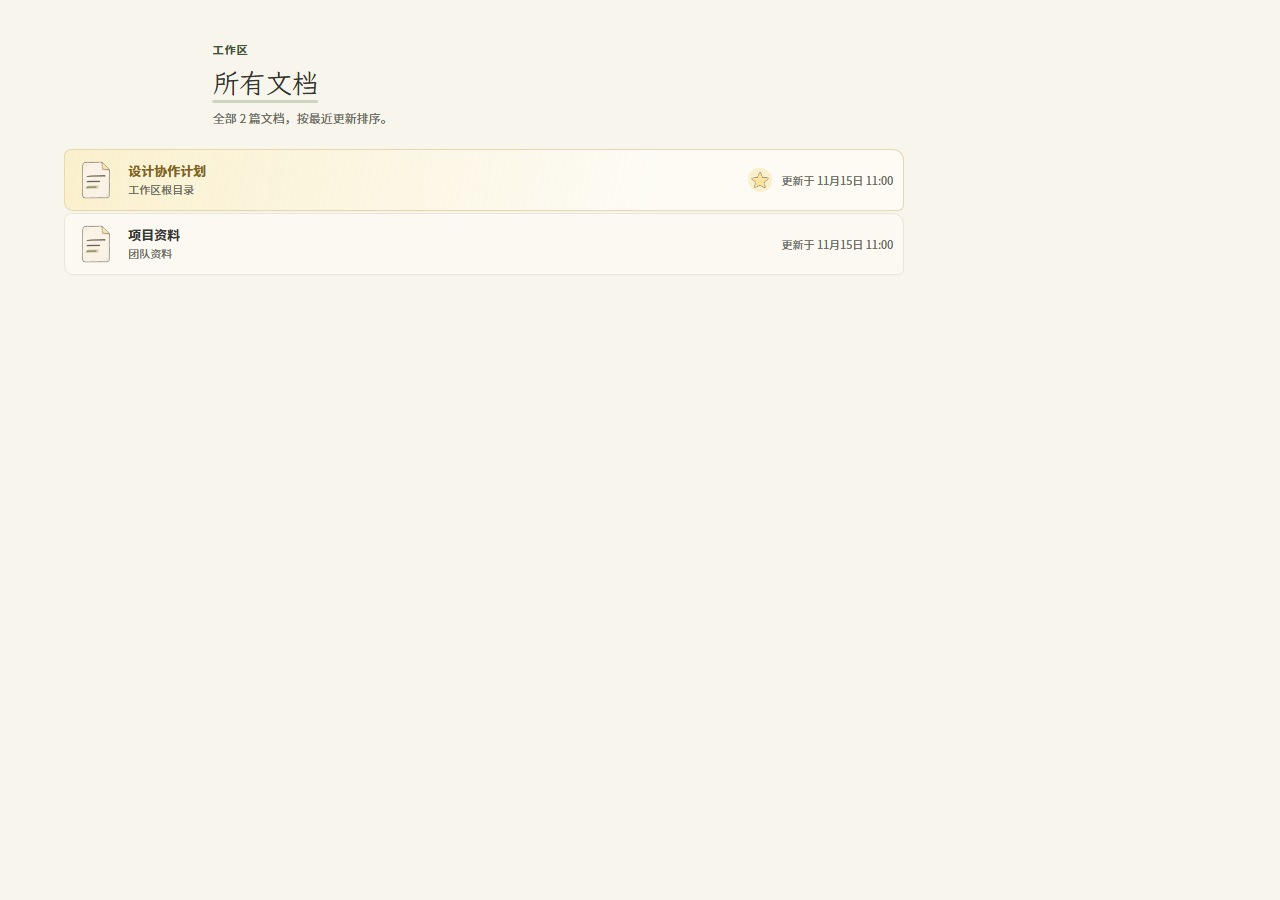 工作区
所有文档
全部 2 篇文档，按最近更新排序。
设计协作计划
工作区根目录
更新于 11月15日 11:00
项目资料
团队资料
更新于 11月15日 11:00